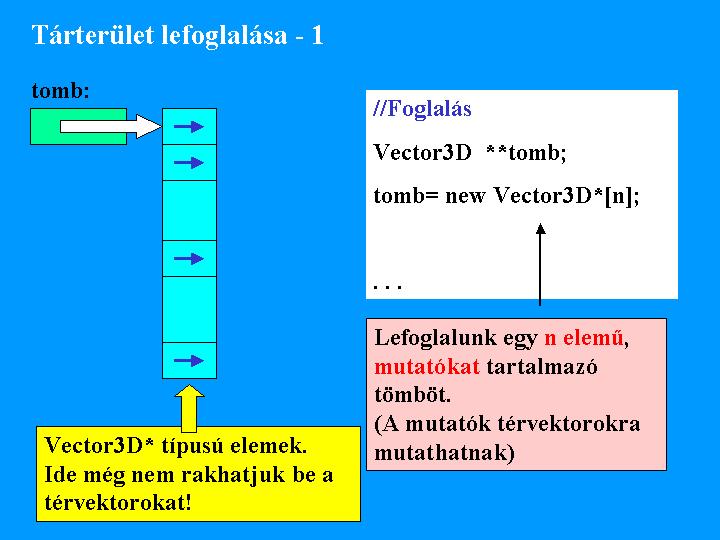 Tárterület lefoglalása - 1
tomb:
//Foglalás
Vector3D **tomb;
tomb= new Vector3D*[n];
. . .
Lefoglalunk egy n elemű,
mutatókat tartalmazó
tömböt.
(A mutatók térvektorokra
mutathatnak)
Vector3D* típusú elemek.
Ide még nem rakhatjuk be a
térvektorokat!